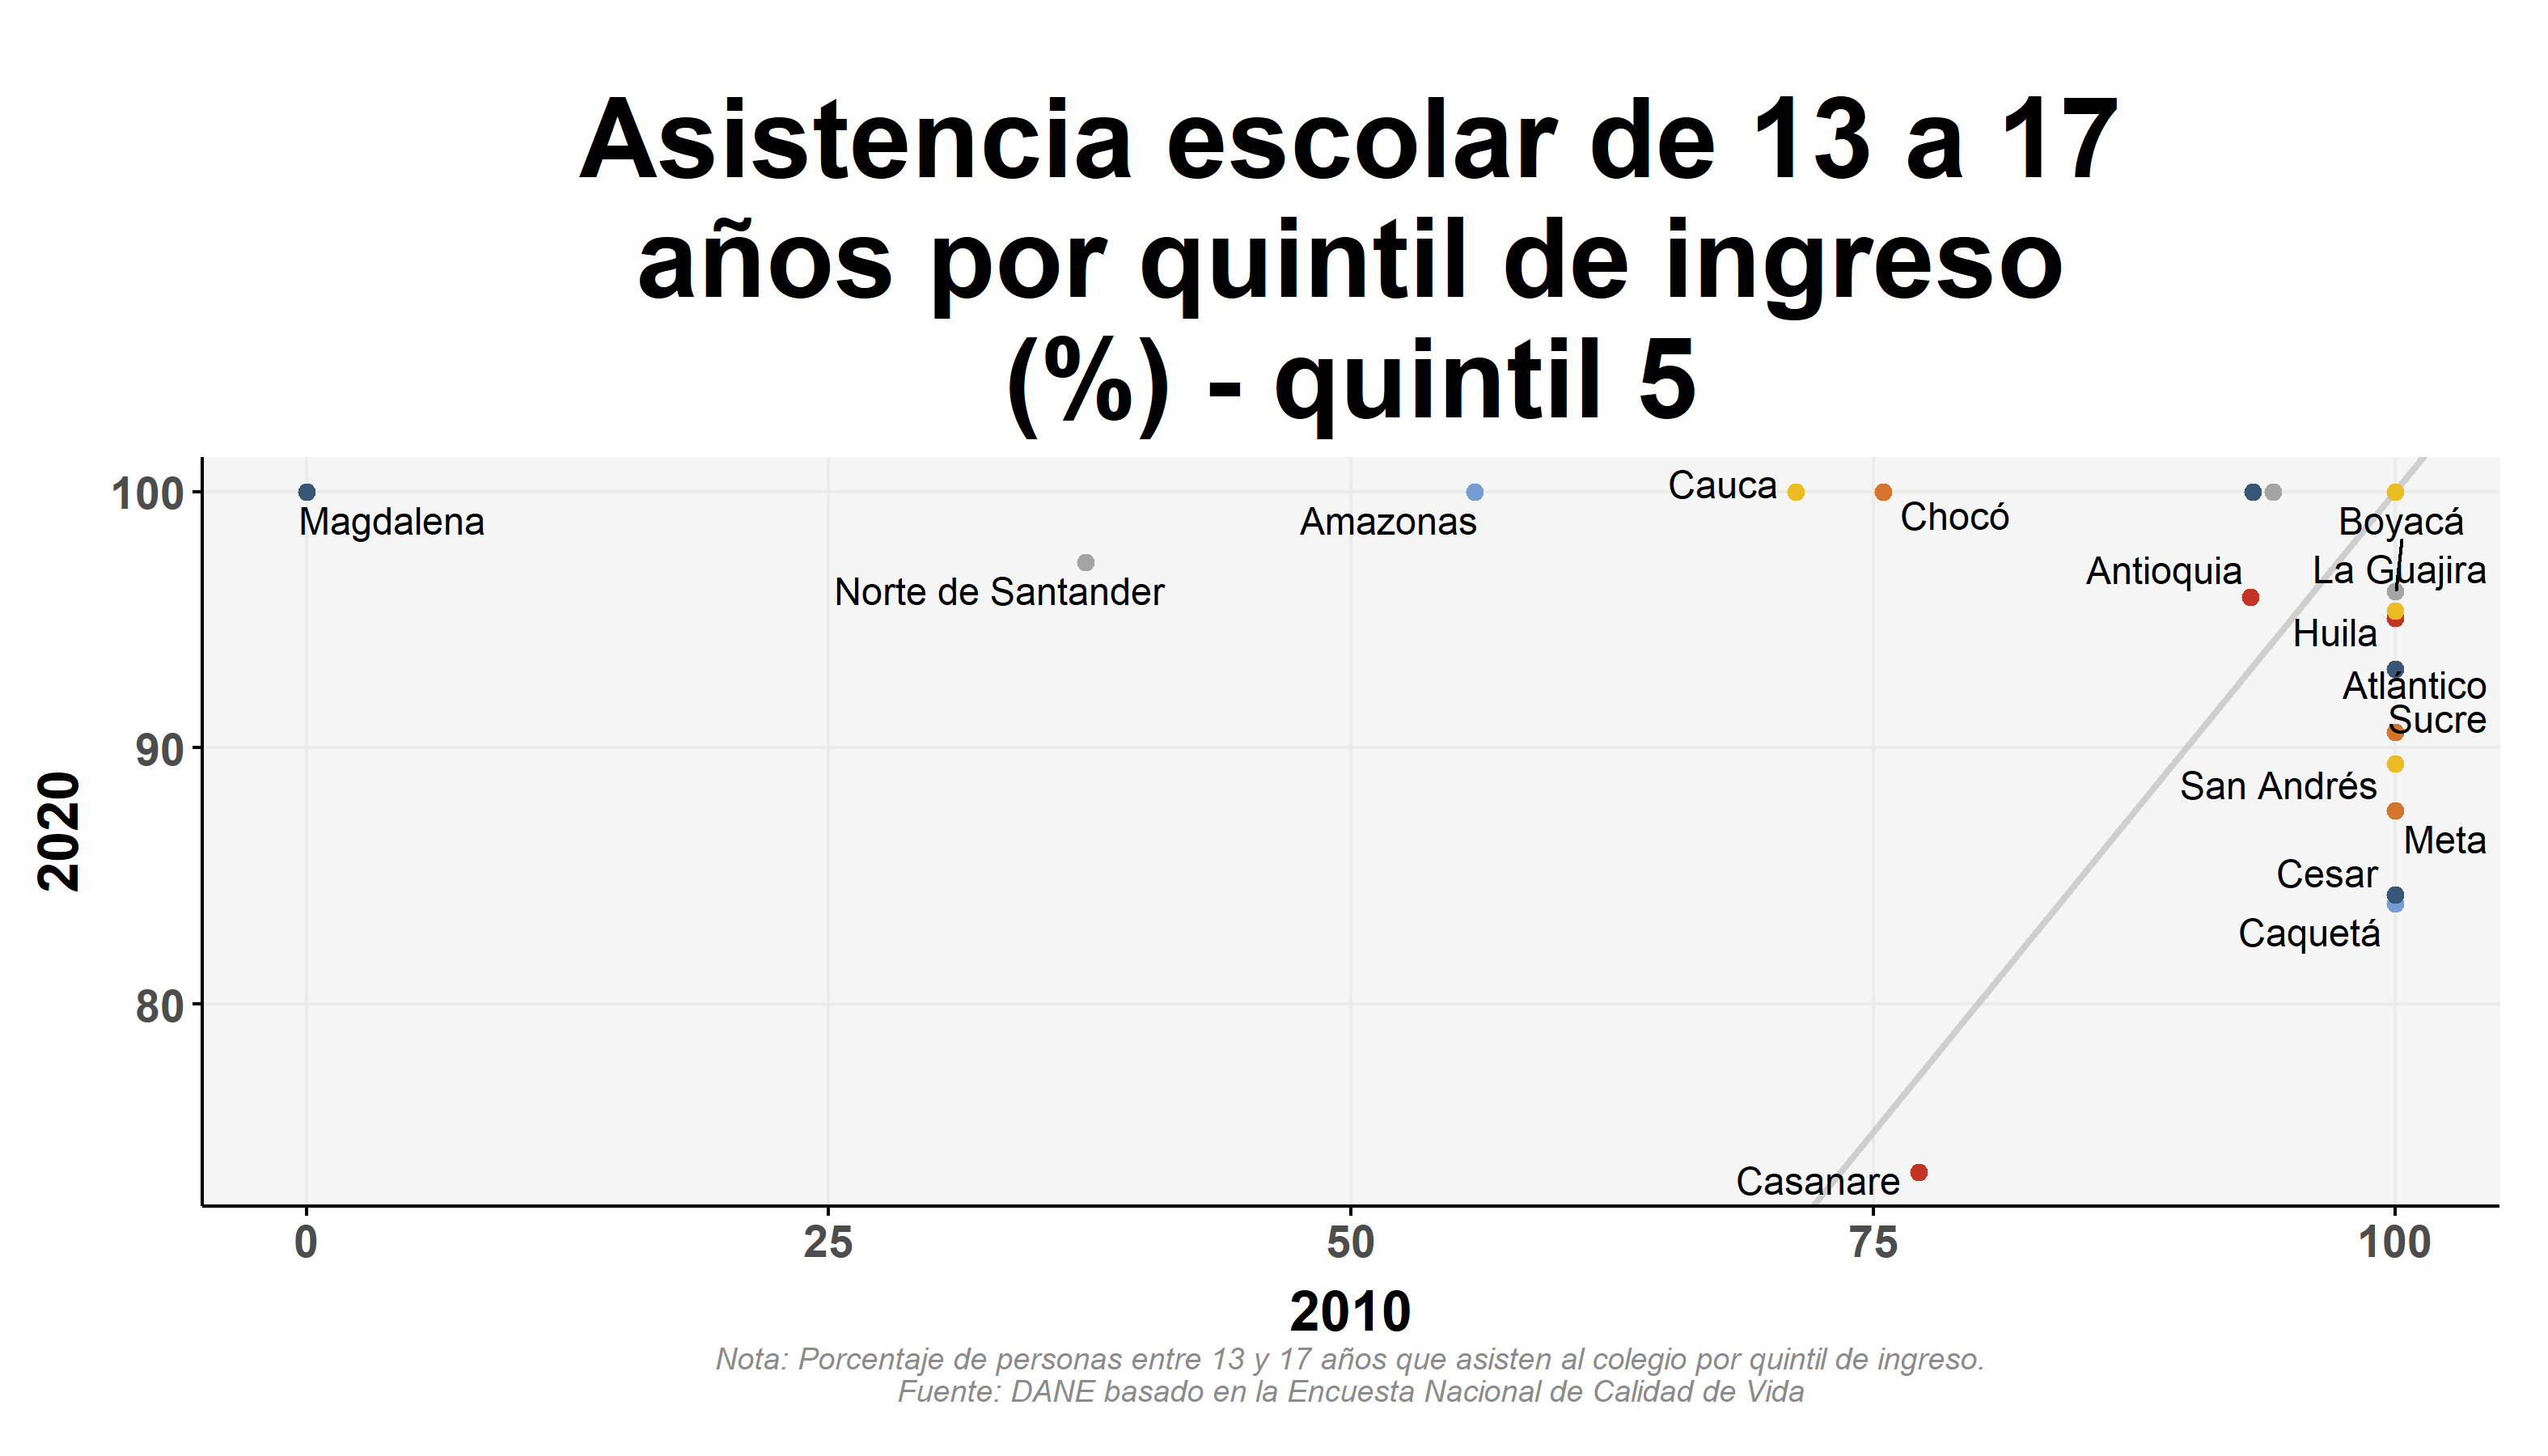 Asistencia escolar de 13 a 17
años por quintil de ingreso
(%) - quintil 5
100
90
80
2020
Magdalena
Norte de Santander
Amazonas
Cauca
Chocó
Antioquia
Boyacá
La Guajira
Huila
Atlántico
Sucre
San Andrés
Meta
Cesar
Caquetá
Casanare
0 25 50 75 100
2010
Nota: Porcentaje de personas entre 13 y 17 años que asisten al colegio por quintil de ingreso.
Fuente: DANE basado en la Encuesta Nacional de Calidad de Vida